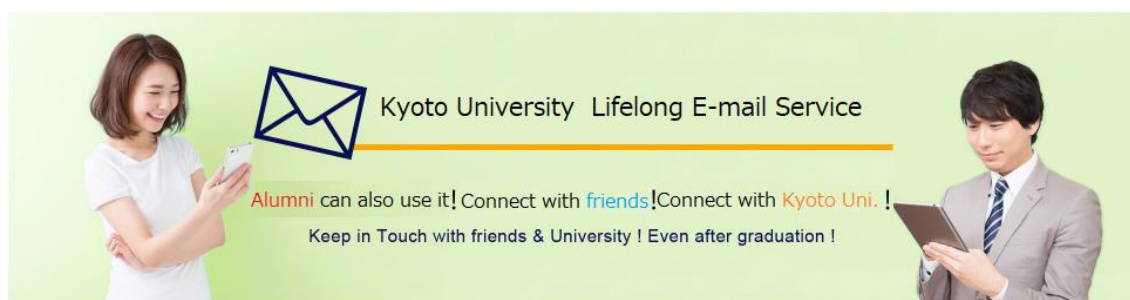 Kyoto University Lifelong E-mail Service
Alumni can also use it! Connect with friends!Connect with Kyoto Uni. !
Keep in Touch with friends & University ! Even after graduation !